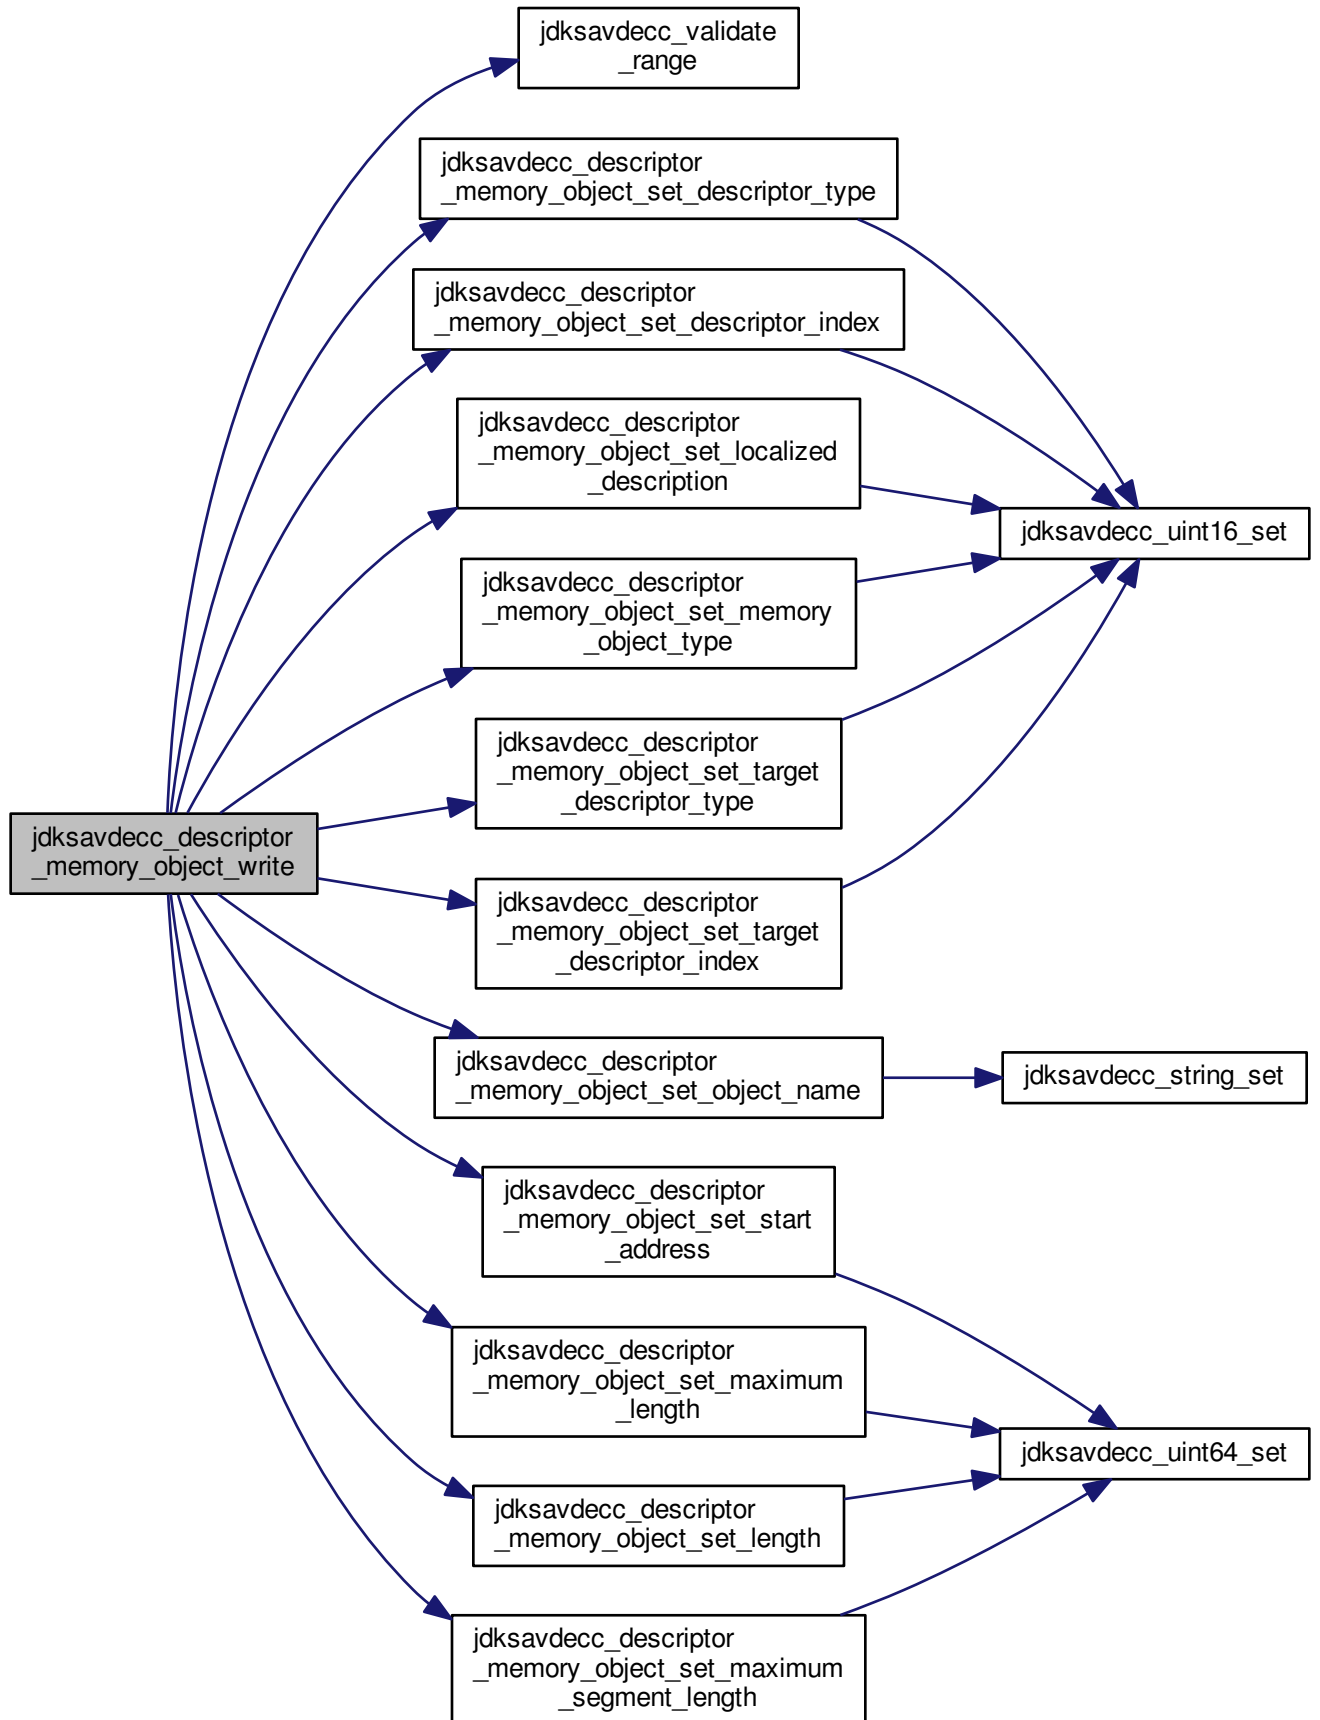 jdksavdecc_validate
_range
jdksavdecc_descriptor
_memory_object_set_descriptor_type
jdksavdecc_descriptor
_memory_object_set_descriptor_index
jdksavdecc_descriptor
_memory_object_set_localized
_description
jdksavdecc_uint16_set
jdksavdecc_descriptor
_memory_object_set_memory
_object_type
jdksavdecc_descriptor
_memory_object_set_target
_descriptor_type
jdksavdecc_descriptor
_memory_object_write
jdksavdecc_descriptor
_memory_object_set_target
_descriptor_index
jdksavdecc_descriptor
_memory_object_set_object_name
jdksavdecc_string_set
jdksavdecc_descriptor
_memory_object_set_start
_address
jdksavdecc_descriptor
_memory_object_set_maximum
_length
jdksavdecc_uint64_set
jdksavdecc_descriptor
_memory_object_set_length
jdksavdecc_descriptor
_memory_object_set_maximum
_segment_length